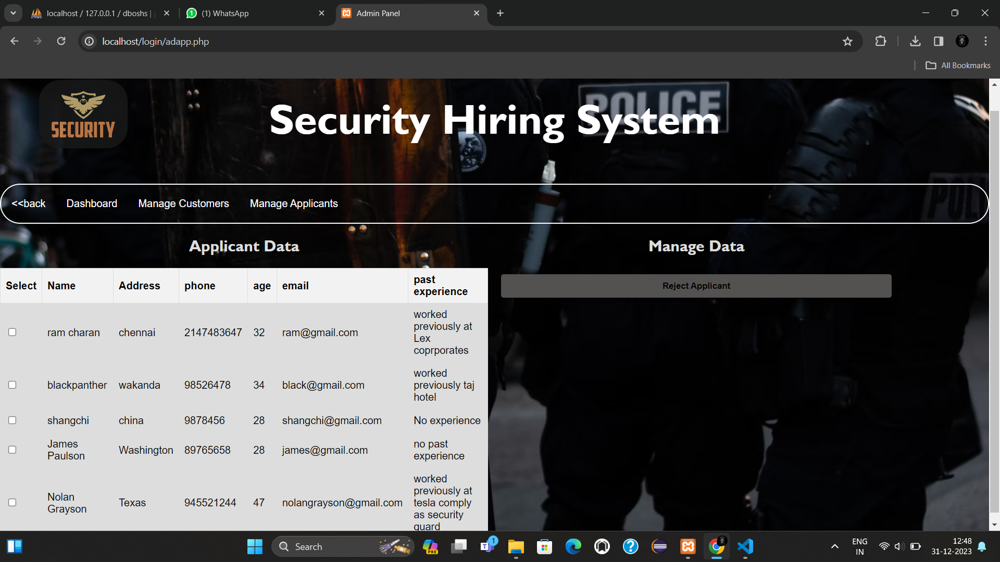 localhost / 127.0.0.1 / dboshs |
(1) WhatsApp
Admin Panel
localhost/login/adapp.php
All Bookmarks
SECURITY
POLICE
Security Hiring System
<<back
Dashboard
Manage Customers
Manage Applicants
Applicant Data
Manage Data
Select
Name
Address
phone
age
email
past
experience
Reject Applicant
ram charan
chennai
2147483647
32
ram@gmail.com
worked
previously at
Lex
coprporates
blackpanther
wakanda
98526478
34
black@gmail.com
worked
previously taj
hotel
shangchi
china
9878456
28
shangchi@gmail.com
No experience
James
Paulson
Washington
89765658
28
james@gmail.com
no past
experience
Nolan
Grayson
Texas
945521244
47
nolangrayson@gmail.com
worked
previously at
tesla comply
as security
guard
Search
PRE
1
ENG
IN
12:48
31-12-2023